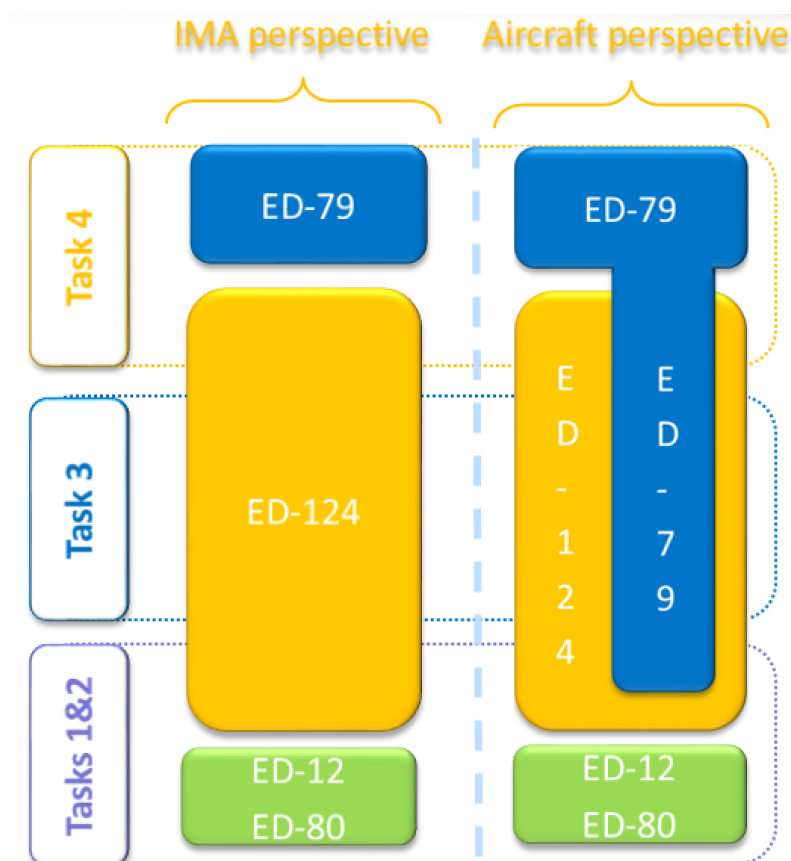 IMA perspective
Aircraft perspective
Task 4
ED-79
ED-79
Task 3
ED-124
E
D
-
1
2
4
E
D
-
7
9
Tasks 1&2
ED-12
ED-80
ED-12
ED-80